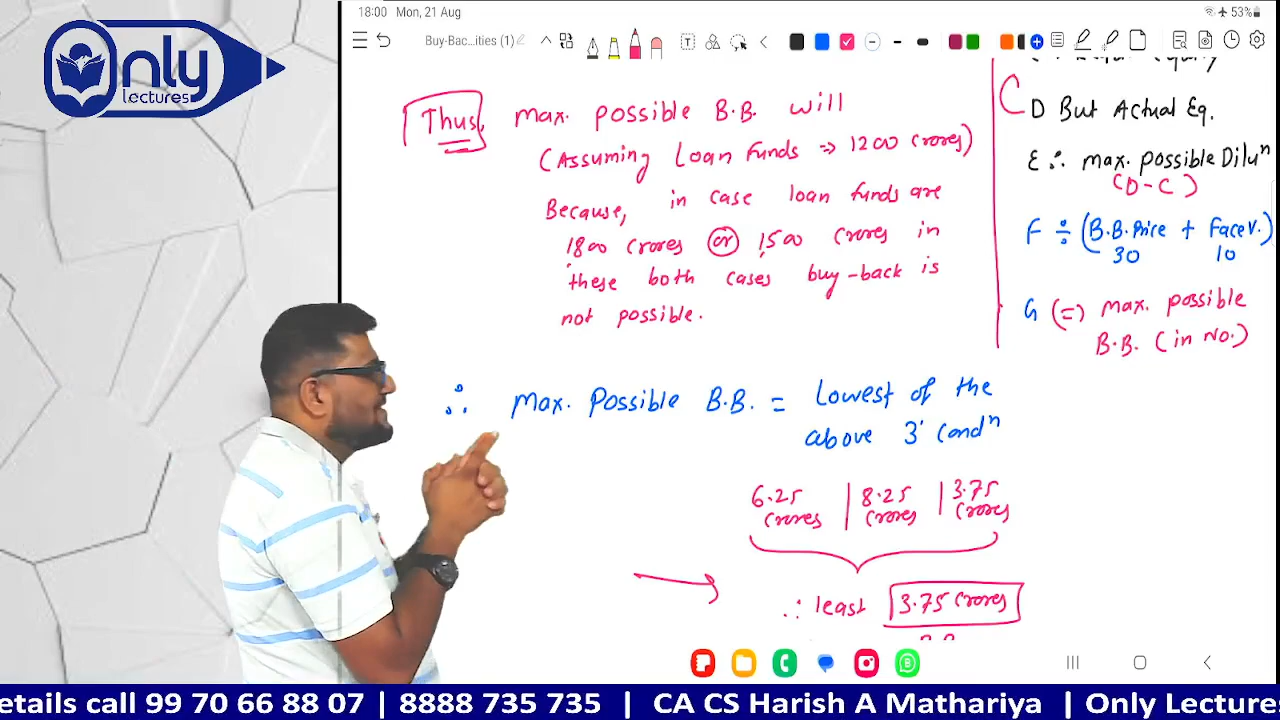 18:00 Mon, 21 Aug
53%
Only
lectures
Buy-Bac...ities (1)
Thus, max. possible B.B. will
(Assuming Loan Funds => 1200 crores)
Because, in case loan funds are
1800 crores or 1500 crores in
these both cases buy-back is
not possible.
∴ Max. Possible B.B. = Lowest of the
above 3 condⁿ
6.25 crores | 8.25 crores | 3.75 crores
∴ least 3.75 crores
C
D But Actual Eq.
E ∴ max. possible Diluⁿ
(D-C)
F ÷ (B.B. Price + Face V.)
30 10
G (=) max. possible
B.B. (in No.)
etails call 99 70 66 88 07 | 8888 735 735 | CA CS Harish A Mathariya | Only Lectures